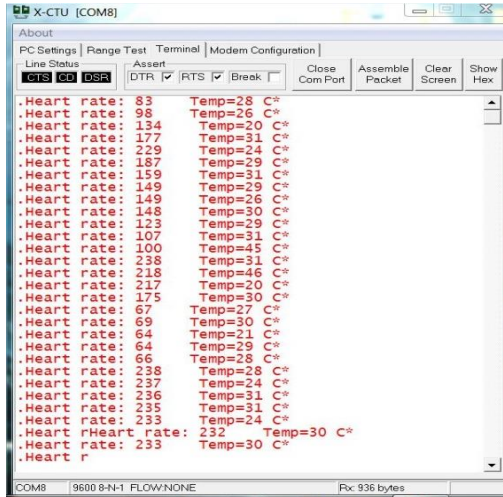 X-CTU [COM8]
About
PC Settings | Range Test | Terminal | Modem Configuration |
Line Status
CTS CD DSR
Assert
DTR RTS Break
Close Com Port
Assemble Packet
Clear Screen
Show Hex
.Heart rate: 83 Temp=28 C*
.Heart rate: 98 Temp=26 C*
.Heart rate: 134 Temp=20 C*
.Heart rate: 177 Temp=31 C*
.Heart rate: 229 Temp=24 C*
.Heart rate: 187 Temp=29 C*
.Heart rate: 159 Temp=31 C*
.Heart rate: 149 Temp=29 C*
.Heart rate: 149 Temp=26 C*
.Heart rate: 148 Temp=30 C*
.Heart rate: 123 Temp=29 C*
.Heart rate: 107 Temp=31 C*
.Heart rate: 100 Temp=45 C*
.Heart rate: 238 Temp=31 C*
.Heart rate: 218 Temp=46 C*
.Heart rate: 217 Temp=20 C*
.Heart rate: 175 Temp=30 C*
.Heart rate: 67 Temp=27 C*
.Heart rate: 69 Temp=30 C*
.Heart rate: 64 Temp=21 C*
.Heart rate: 64 Temp=29 C*
.Heart rate: 66 Temp=28 C*
.Heart rate: 238 Temp=28 C*
.Heart rate: 237 Temp=24 C*
.Heart rate: 236 Temp=31 C*
.Heart rate: 235 Temp=31 C*
.Heart rate: 233 Temp=24 C*
.Heart rHeart rate: 232 Temp=30 C*
.Heart rate: 233 Temp=30 C*
.Heart r
COM8 9600 8-N-1 FLOW:NONE Rx: 936 bytes